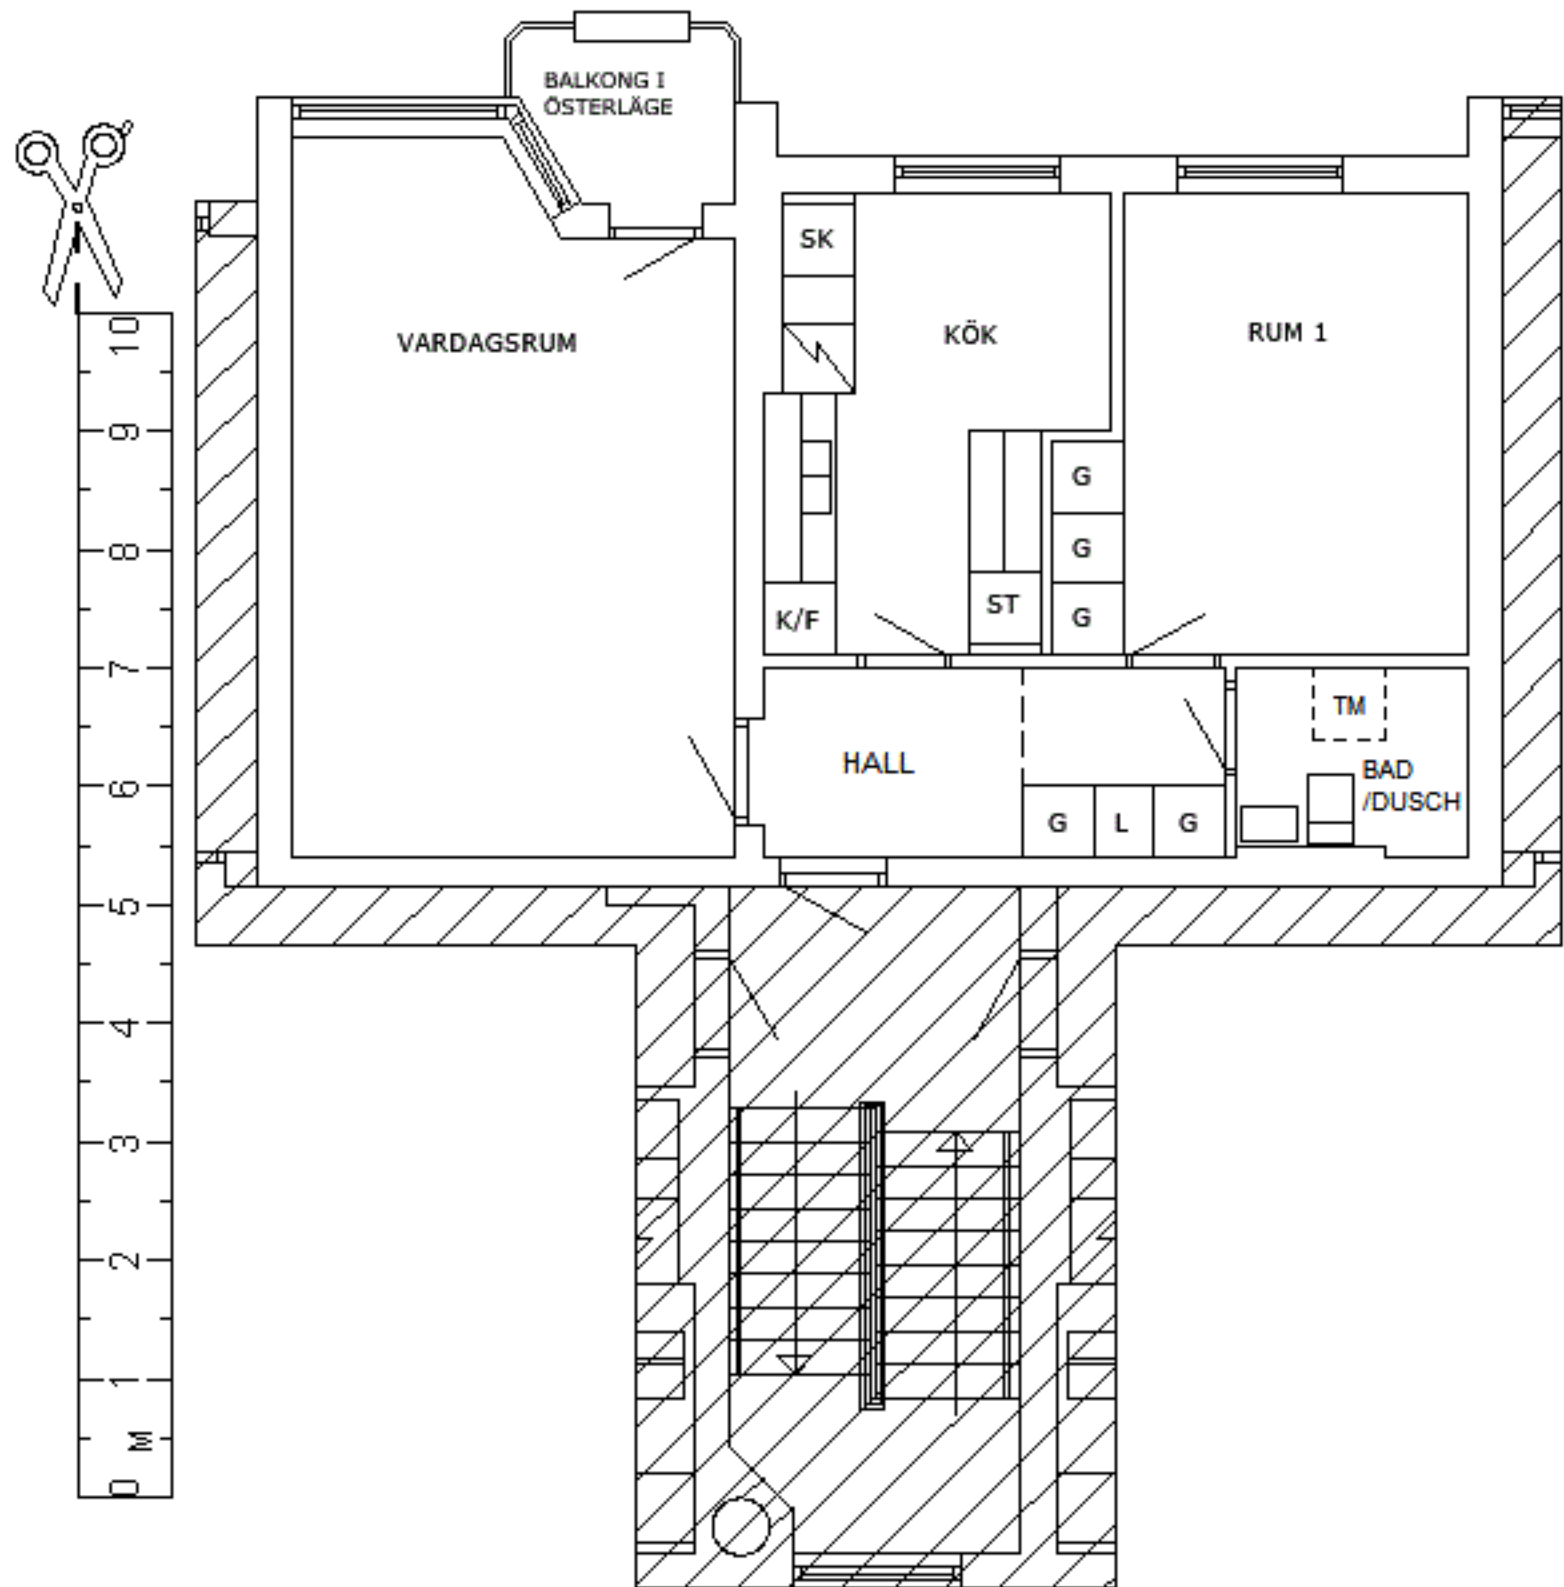 BALKONG I
ÖSTERLÄGE
VARDAGSRUM
SK
KÖK
RUM 1
G
G
G
K/F
ST
HALL
TM
BAD
/DUSCH
G L G
10
9
8
7
6
5
4
3
2
1
M
0